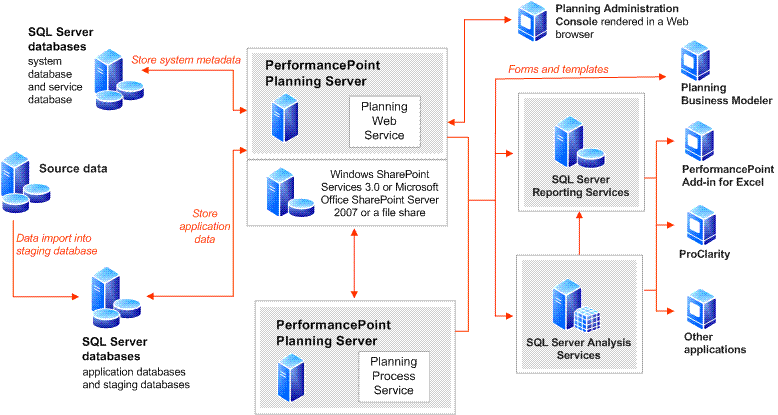 SQL Server
databases
system
database
and service
database
Store system metadata
PerformancePoint
Planning Server
Planning
Web
Service
Planning Administration
Console rendered in a Web
browser
Forms and templates
Planning
Business Modeler
Source data
Windows SharePoint
Services 3.0 or Microsoft
Office SharePoint Server
2007 or a file share
SQL Server
Reporting Services
PerformancePoint
Add-in for Excel
Store
application
data
Data import into
staging database
ProClarity
SQL Server
databases
application databases
and staging databases
PerformancePoint
Planning Server
Planning
Process
Service
SQL Server Analysis
Services
Other
applications